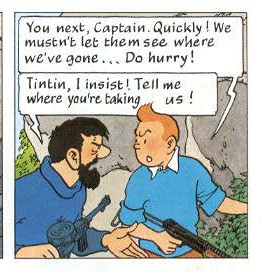 You next, Captain. Quickly! We
mustn't let them see where
we've gone... Do hurry!
Tintin, I insist! Tell me
where you're taking us!